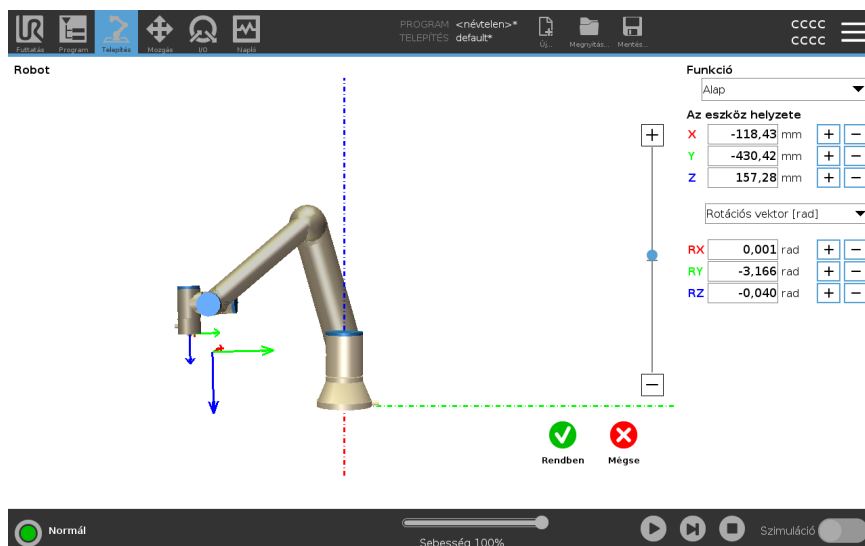 UR
Futtatás
Program
Telepítés
Mozgás
I/O
Napló
PROGRAM <névtelen>*
TELEPÍTÉS default*
Új...
Megnyitás...
Mentés...
cccc
cccc
Robot
Funkció
Alap
Az eszköz helyzete
X -118,43 mm + −
Y -430,42 mm + −
Z 157,28 mm + −
Rotációs vektor [rad]
RX 0,001 rad + −
RY -3,166 rad + −
RZ -0,040 rad + −
+
−
Rendben
Mégse
Normál
Sebesség 100%
Szimuláció